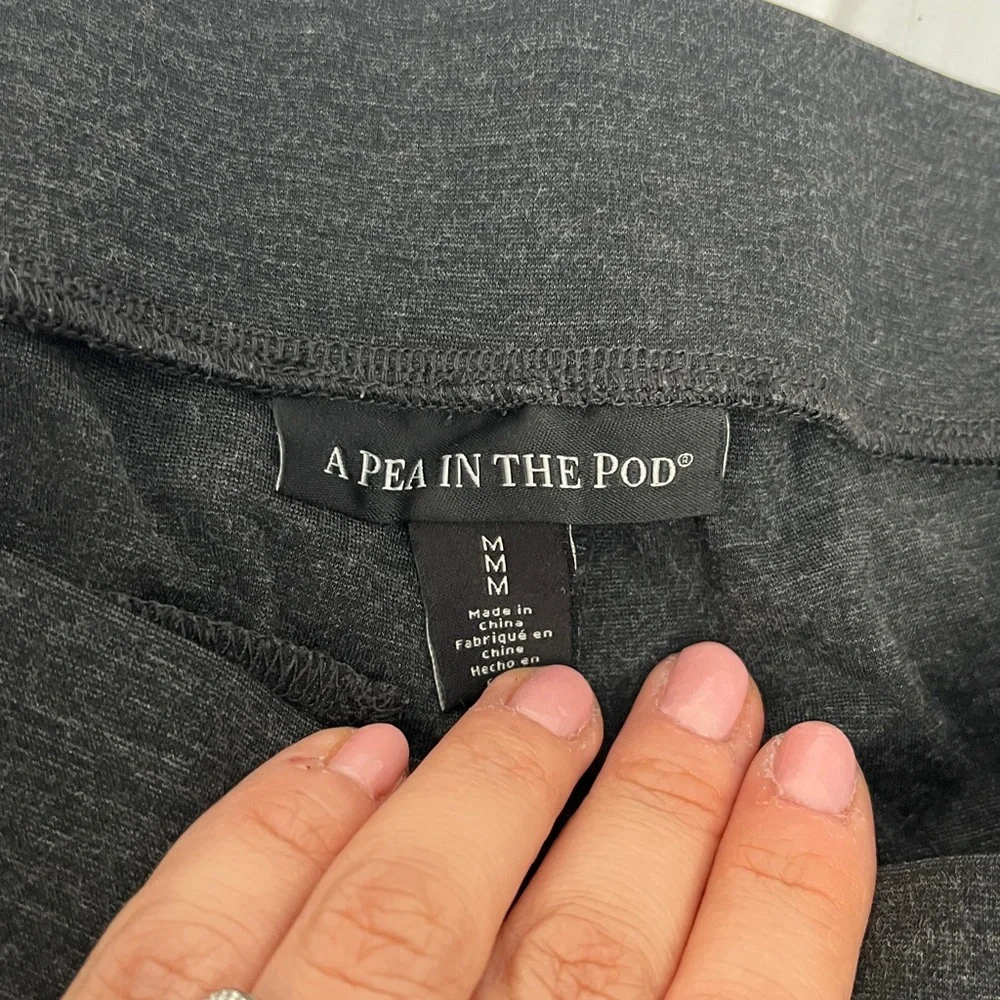 A PEA IN THE POD®
M
M
M
Made in
China
Fabriqué en
Chine
Hecho en